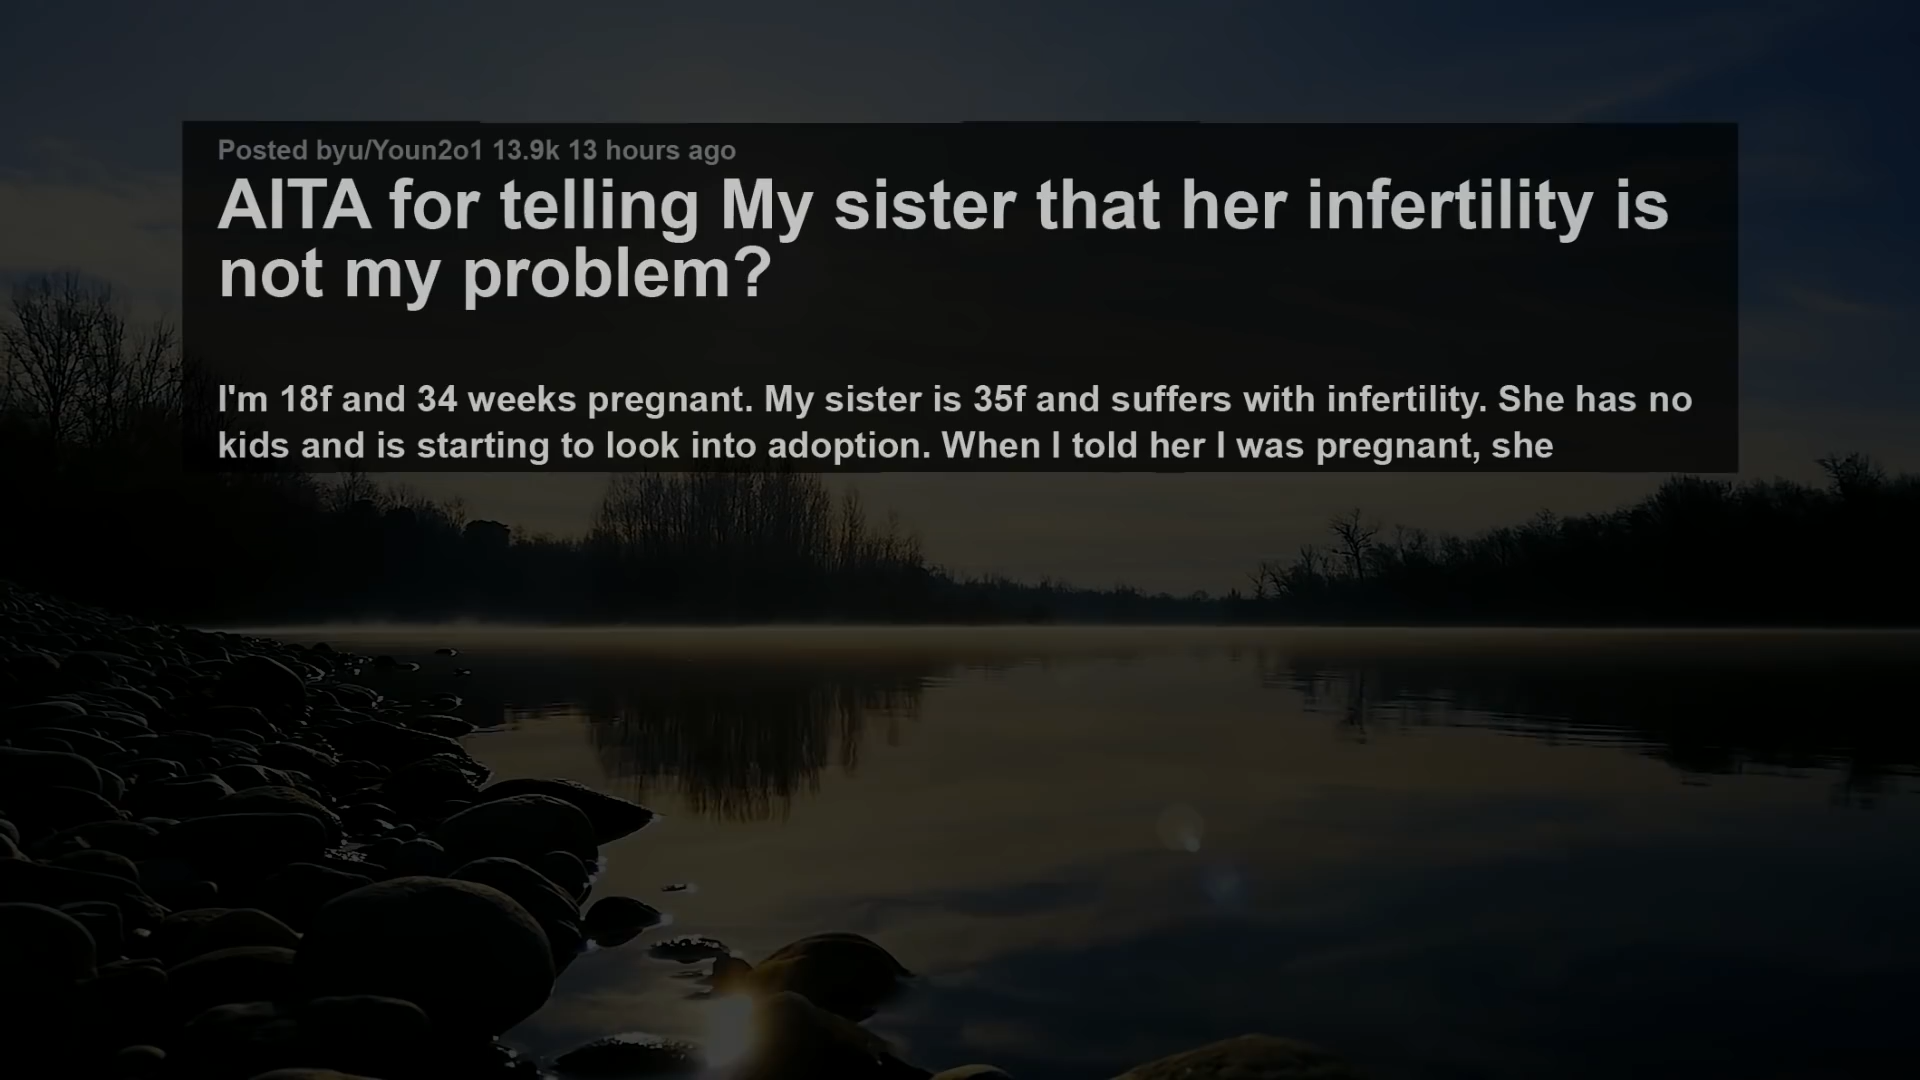 Posted byu/Youn2o1 13.9k 13 hours ago
AITA for telling My sister that her infertility is
not my problem?
I'm 18f and 34 weeks pregnant. My sister is 35f and suffers with infertility. She has no
kids and is starting to look into adoption. When I told her I was pregnant, she